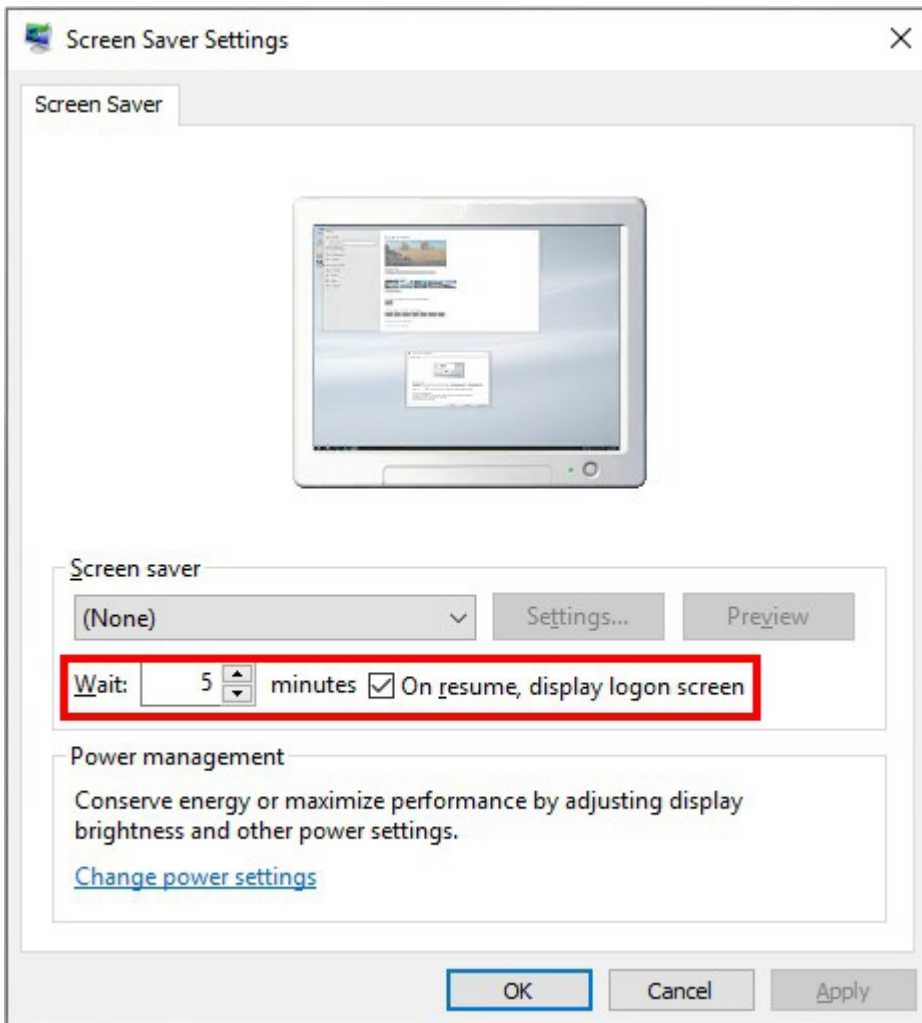 Screen Saver Settings
Screen Saver
Screen saver
(None)
Settings...
Preview
Wait: 5 minutes On resume, display logon screen
Power management
Conserve energy or maximize performance by adjusting display
brightness and other power settings.
Change power settings
OK
Cancel
Apply